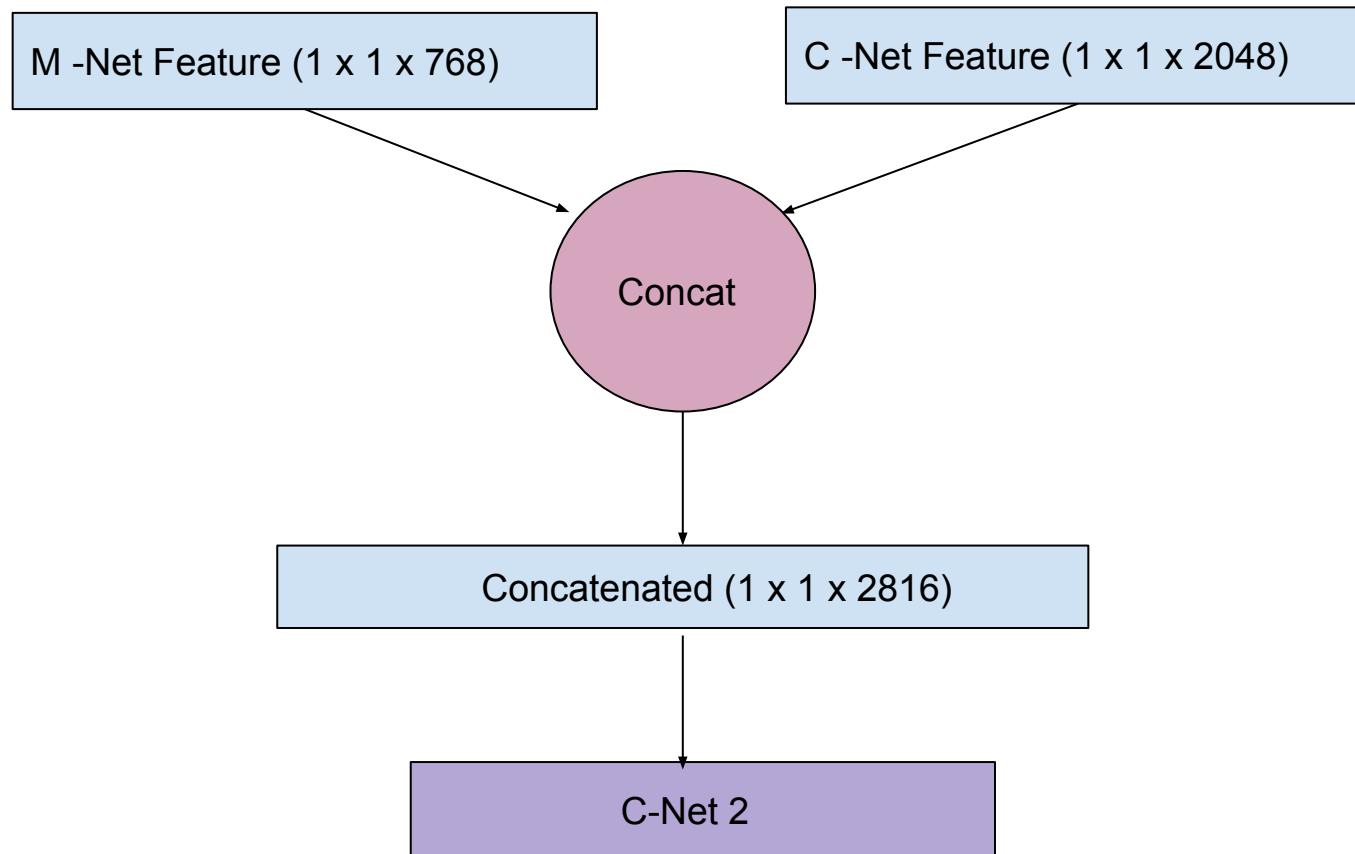 M -Net Feature (1 x 1 x 768)
C -Net Feature (1 x 1 x 2048)
Concat
Concatenated (1 x 1 x 2816)
C-Net 2